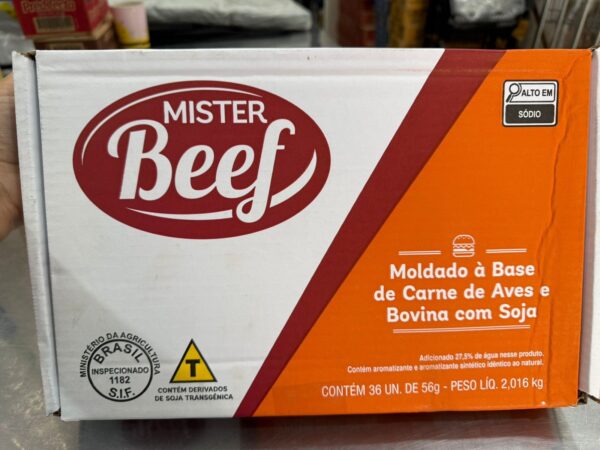 MISTER
Beef
ALTO EM
SÓDIO
Moldado à Base
de Carne de Aves e
Bovina com Soja
Adicionado 27,5% de água nesse produto.
Contém aromatizante e aromatizante sintético idêntico ao natural.
CONTÉM 36 UN. DE 56g - PESO LÍQ. 2,016 kg
MINISTÉRIO DA AGRICULTURA
BRASIL
INSPECIONADO
1182
S.I.F.
T
CONTÉM DERIVADOS
DE SOJA TRANSGÊNICA